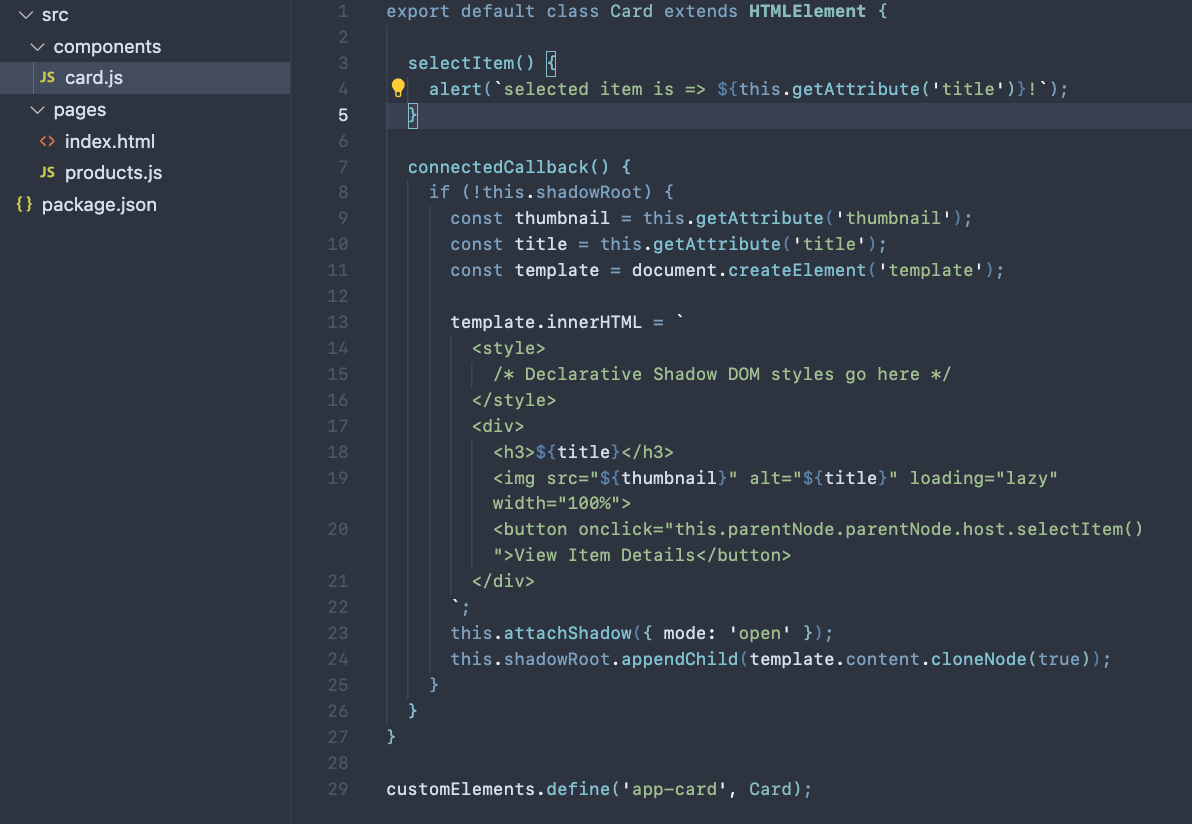 src
components
JS card.js
pages
<> index.html
JS products.js
{} package.json
1 export default class Card extends HTMLElement {
2
3 selectItem() {
4 alert(`selected item is => ${this.getAttribute('title')}!`);
5 }
6
7 connectedCallback() {
8 if (!this.shadowRoot) {
9 const thumbnail = this.getAttribute('thumbnail');
10 const title = this.getAttribute('title');
11 const template = document.createElement('template');
12
13 template.innerHTML = `
14 <style>
15 /* Declarative Shadow DOM styles go here */
16 </style>
17 <div>
18 <h3>${title}</h3>
19 <img src="${thumbnail}" alt="${title}" loading="lazy"
width="100%">
20 <button onclick="this.parentNode.parentNode.host.selectItem()
">View Item Details</button>
21 </div>
22 `;
23 this.attachShadow({ mode: 'open' });
24 this.shadowRoot.appendChild(template.content.cloneNode(true));
25 }
26 }
27 }
28
29 customElements.define('app-card', Card);